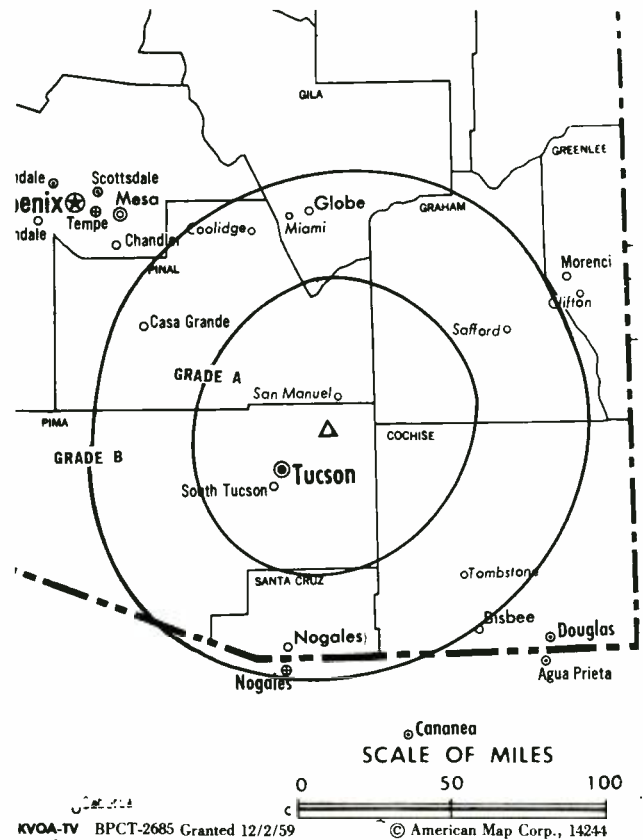 GILA
GREENLEE
ndale
Scottsdale
Globe
oenix
Mesa
GRAHAM
Tempe
Miami
ndale
Chandler
Coolidge
PINAL
Morenci
Clifton
Casa Grande
Safford
GRADE A
San Manuel
PIMA
COCHISE
GRADE B
Tucson
South Tucson
SANTA CRUZ
Tombstone
Bisbee
Nogales
Douglas
Nogales
Agua Prieta
Cananea
SCALE OF MILES
0 50 100
C
KVOA-TV BPCT-2685 Granted 12/2/59 © American Map Corp., 14244